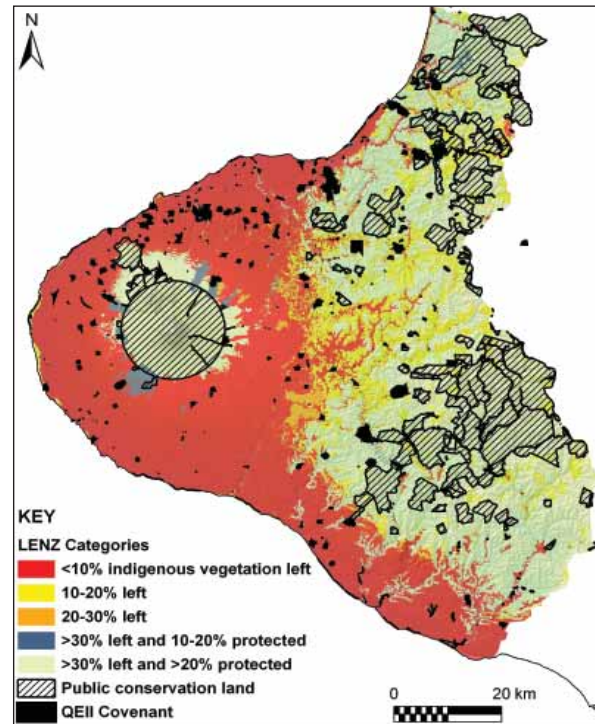 N
KEY
LENZ Categories
<10% indigenous vegetation left
10-20% left
20-30% left
>30% left and 10-20% protected
>30% left and >20% protected
Public conservation land
QEII Covenant
0 20 km